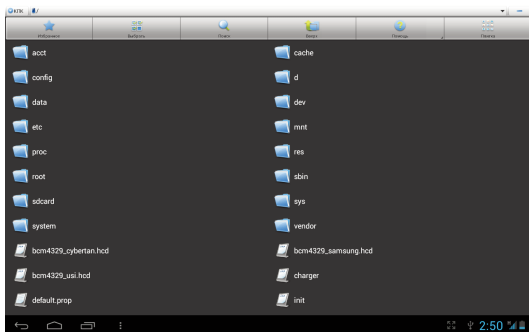 КПК /
Избранное Выбрать Поиск Вверх Помощь Панель
acct cache
config d
data dev
etc mnt
proc res
root sbin
sdcard sys
system vendor
bcm4329_cybertan.hcd bcm4329_samsung.hcd
bcm4329_usi.hcd charger
default.prop init
2:50